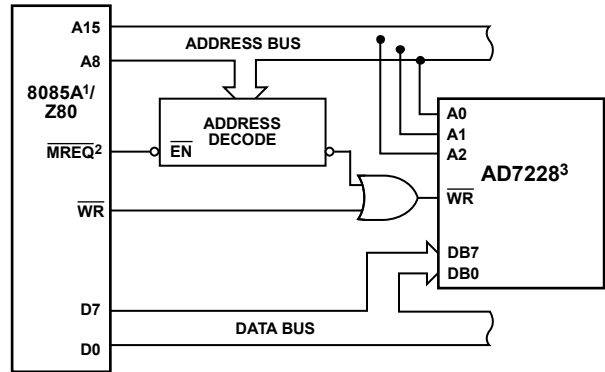 A15
ADDRESS BUS
A8
8085A1/
Z80
ADDRESS
DECODE
MREQ2
EN
A0
A1
A2
AD72283
WR
WR
DB7
DB0
D7
DATA BUS
D0